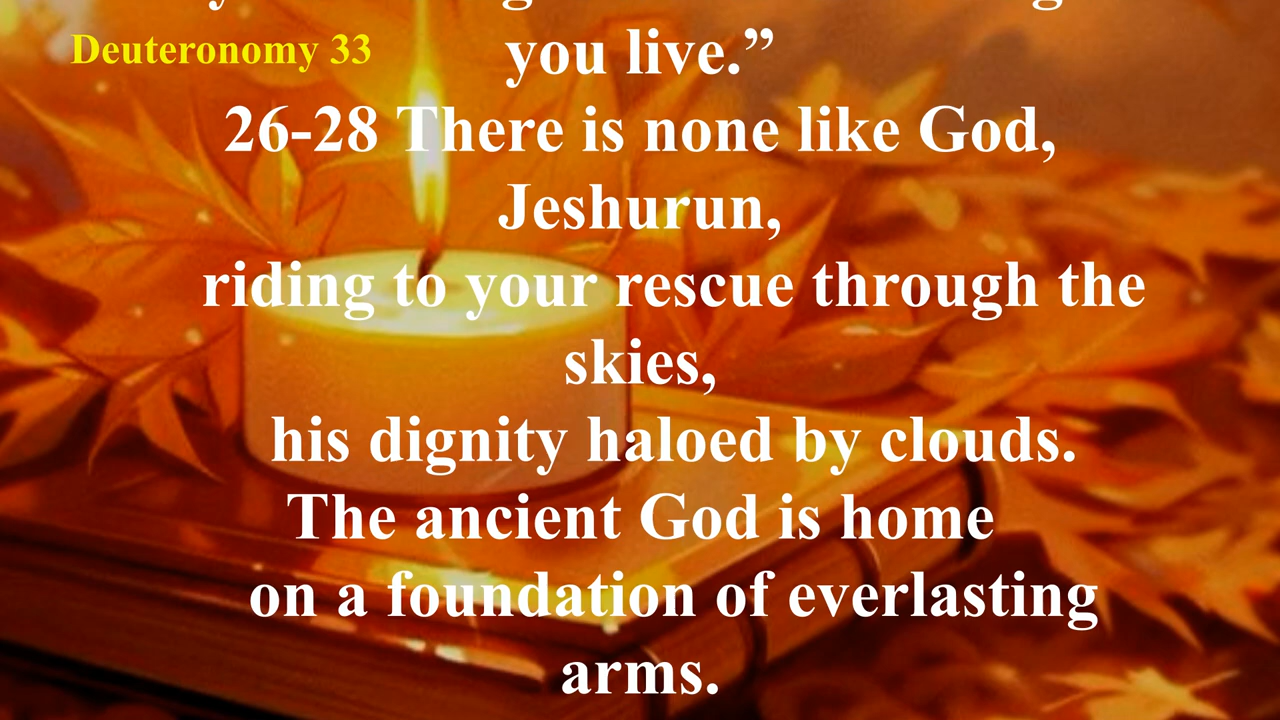 Deuteronomy 33
you live.”
26-28 There is none like God,
Jeshurun,
riding to your rescue through the
skies,
his dignity haloed by clouds.
The ancient God is home
on a foundation of everlasting
arms.